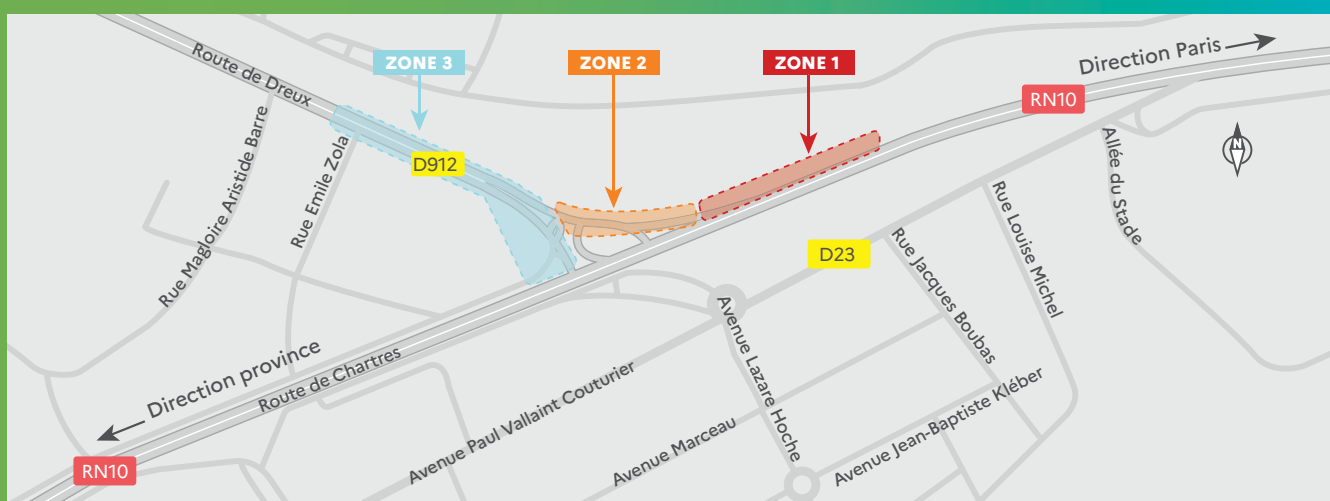 ZONE 3
ZONE 2
ZONE 1
Direction Paris
Route de Dreux
RN10
D912
N
Rue Magloire Aristide Barre
Rue Emile Zola
Allée du Stade
Rue Louise Michel
D23
Rue Jacques Boubas
Avenue Lazare Hoche
Direction province
Route de Chartres
Avenue Paul Vallaint Couturier
Avenue Marceau
Avenue Jean-Baptiste Kléber
RN10